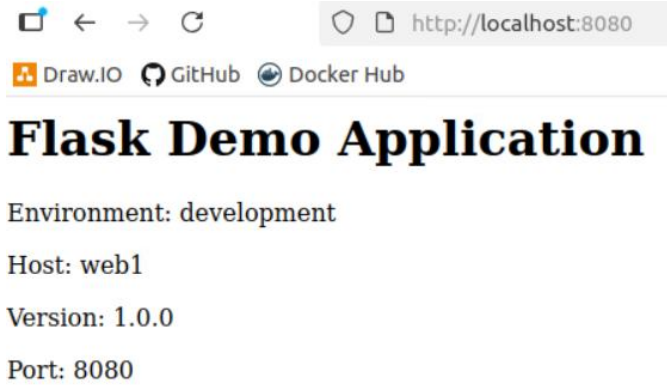 http://localhost:8080
Draw.IO GitHub Docker Hub
Flask Demo Application
Environment: development
Host: web1
Version: 1.0.0
Port: 8080